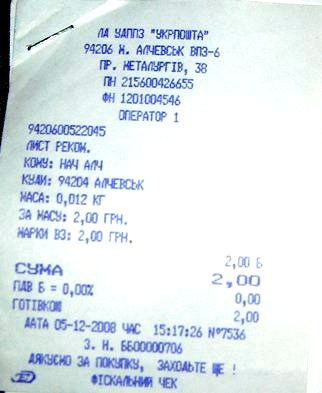 ЛА УДППЗ "УКРПОШТА"
94206 М. АЛЧЕВСЬК ВПЗ-6
ПР. МЕТАЛУРГІВ, 38
ПН 215600426655
ФН 1201004546
ОПЕРАТОР 1
9420600522045
ЛИСТ РЕКОМ.
КОМУ: НАЧ АЛЧ
КУДИ: 94204 АЛЧЕВСЬК
МАСА: 0,012 КГ
ЗА МАСУ: 2,00 ГРН.
МАРКИ ВЗ: 2,00 ГРН.
2,00 Б
СУМА 2,00
ПДВ Б = 0,00% 0,00
ГОТІВКОЮ 2,00
ДАТА 05-12-2008 ЧАС 15:17:26 №7536
З. Н. ББ00000706
ДЯКУЄМО ЗА ПОКУПКУ, ЗАХОДЬТЕ ЩЕ !
ФІСКАЛЬНИЙ ЧЕК